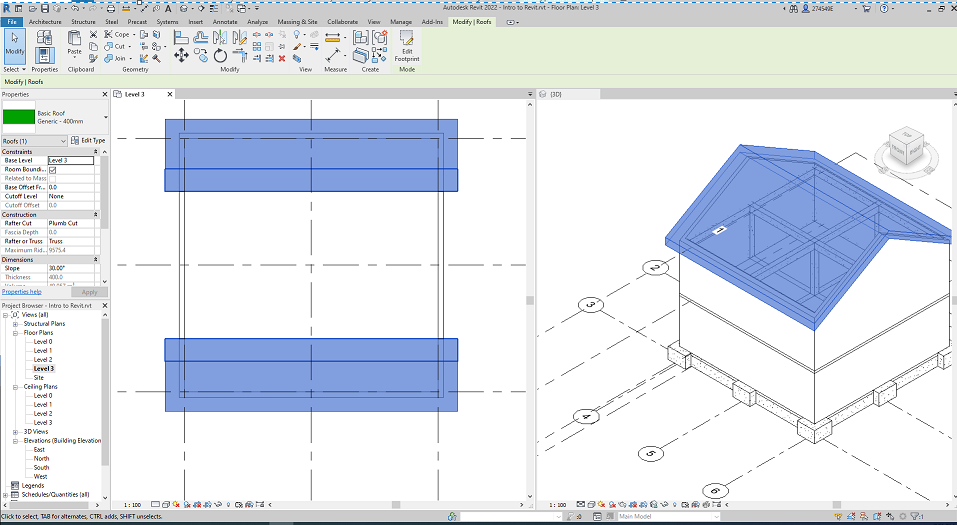 Autodesk Revit 2022 - Intro to Revit.rvt - Floor Plan: Level 3
274549E
File Architecture Structure Steel Precast Systems Insert Annotate Analyze Massing & Site Collaborate View Manage Add-Ins Modify | Roofs
Modify
Select
Properties
Paste
Clipboard
Cope
Cut
Join
Geometry
Modify
View
Measure
Create
Edit
Footprint
Mode
Modify | Roofs
Properties
Basic Roof
Generic - 400mm
Roofs (1)
Edit Type
Constraints
Base Level Level 3
Room Boundi...
Related to Mass
Base Offset Fr... 0.0
Cutoff Level None
Cutoff Offset 0.0
Construction
Rafter Cut Plumb Cut
Fascia Depth 0.0
Rafter or Truss Truss
Maximum Rid... 9575.4
Dimensions
Slope 30.00°
Thickness 400.0
Properties help
Apply
Project Browser - Intro to Revit.rvt
Views (all)
Structural Plans
Floor Plans
Level 0
Level 1
Level 2
Level 3
Site
Ceiling Plans
Level 0
Level 1
Level 2
Level 3
3D Views
Elevations (Building Elevation
East
North
South
West
Legends
Schedules/Quantities (all)
Level 3
1 : 100
{3D}
TOP
FRONT
RIGHT
1
2
3
4
5
6
1 : 100
Click to select, TAB for alternates, CTRL adds, SHIFT unselects.
:0
Main Model
:1